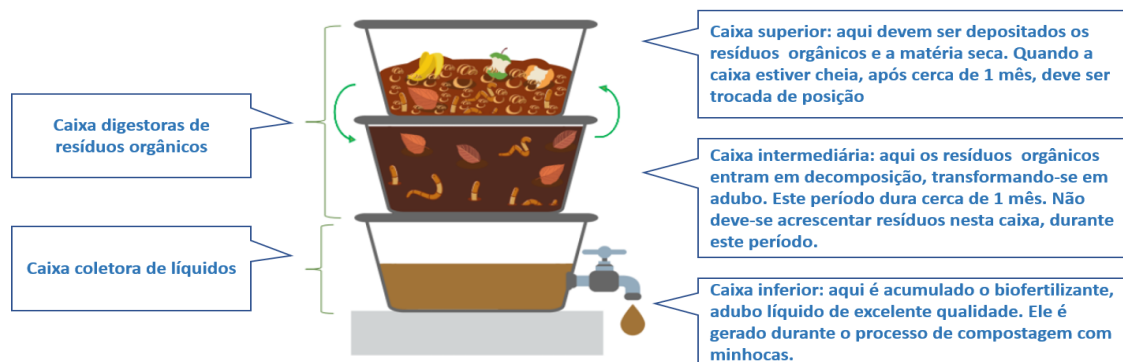 Caixa digestoras de
resíduos orgânicos
Caixa coletora de líquidos
Caixa superior: aqui devem ser depositados os
resíduos orgânicos e a matéria seca. Quando a
caixa estiver cheia, após cerca de 1 mês, deve ser
trocada de posição
Caixa intermediária: aqui os resíduos orgânicos
entram em decomposição, transformando-se em
adubo. Este período dura cerca de 1 mês. Não
deve-se acrescentar resíduos nesta caixa, durante
este período.
Caixa inferior: aqui é acumulado o biofertilizante,
adubo líquido de excelente qualidade. Ele é
gerado durante o processo de compostagem com
minhocas.